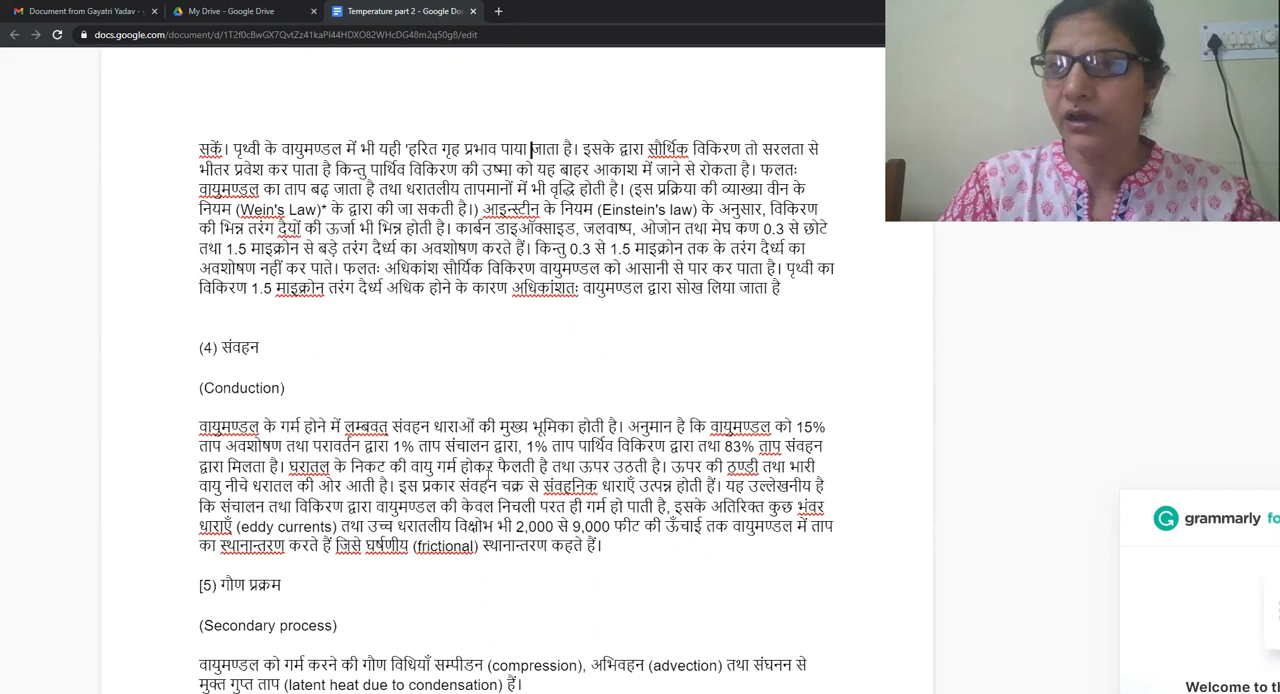 Document from Gayatri Yadav -
My Drive - Google Drive
Temperature part 2 - Google Do
docs.google.com/document/d/1T2f0cBwGX7QvtZz41kaPl44HDXO82WHcDG48m2q50g8/edit
सकें। पृथ्वी के वायुमण्डल में भी यही 'हरित गृह प्रभाव पाया जाता है। इसके द्वारा सौर्थिक विकिरण तो सरलता से
भीतर प्रवेश कर पाता है किन्तु पार्थिव विकिरण की उष्मा को यह बाहर आकाश में जाने से रोकता है। फलतः
वायुमण्डल का ताप बढ़ जाता है तथा धरातलीय तापमानों में भी वृद्धि होती है। (इस प्रक्रिया की व्याख्या वीन के
नियम (Wein's Law)* के द्वारा की जा सकती है।) आइन्स्टीन के नियम (Einstein's law) के अनुसार, विकिरण
की भिन्न तरंग दैर्यों की ऊर्जा भी भिन्न होती है। कार्बन डाइऑक्साइड, जलवाष्प, ओजोन तथा मेघ कण 0.3 से छोटे
तथा 1.5 माइक्रोन से बड़े तरंग दैर्ध्य का अवशोषण करते हैं। किन्तु 0.3 से 1.5 माइक्रोन तक के तरंग दैर्ध्य का
अवशोषण नहीं कर पाते। फलतः अधिकांश सौर्यिक विकिरण वायुमण्डल को आसानी से पार कर पाता है। पृथ्वी का
विकिरण 1.5 माइक्रोन तरंग दैर्ध्य अधिक होने के कारण अधिकांशतः वायुमण्डल द्वारा सोख लिया जाता है
(4) संवहन
(Conduction)
वायुमण्डल के गर्म होने में लम्बवत् संवहन धाराओं की मुख्य भूमिका होती है। अनुमान है कि वायुमण्डल को 15%
ताप अवशोषण तथा परावर्तन द्वारा 1% ताप संचालन द्वारा, 1% ताप पार्थिव विकिरण द्वारा तथा 83% ताप संवहन
द्वारा मिलता है। घरातल के निकट की वायु गर्म होकर फैलती है तथा ऊपर उठती है। ऊपर की ठण्डी तथा भारी
वायु नीचे धरातल की ओर आती है। इस प्रकार संवहन चक्र से संवहनिक धाराएँ उत्पन्न होती हैं। यह उल्लेखनीय है
कि संचालन तथा विकिरण द्वारा वायुमण्डल की केवल निचली परत ही गर्म हो पाती है, इसके अतिरिक्त कुछ भंवर
धाराएँ (eddy currents) तथा उच्च धरातलीय विक्षोभ भी 2,000 से 9,000 फीट की ऊँचाई तक वायुमण्डल में ताप
का स्थानान्तरण करते हैं जिसे घर्षणीय (frictional) स्थानान्तरण कहते हैं।
[5) गौण प्रक्रम
(Secondary process)
वायुमण्डल को गर्म करने की गौण विधियाँ सम्पीडन (compression), अभिवहन (advection) तथा संघनन से
मुक्त गुप्त ताप (latent heat due to condensation) हैं।
grammarly fo
Welcome to th